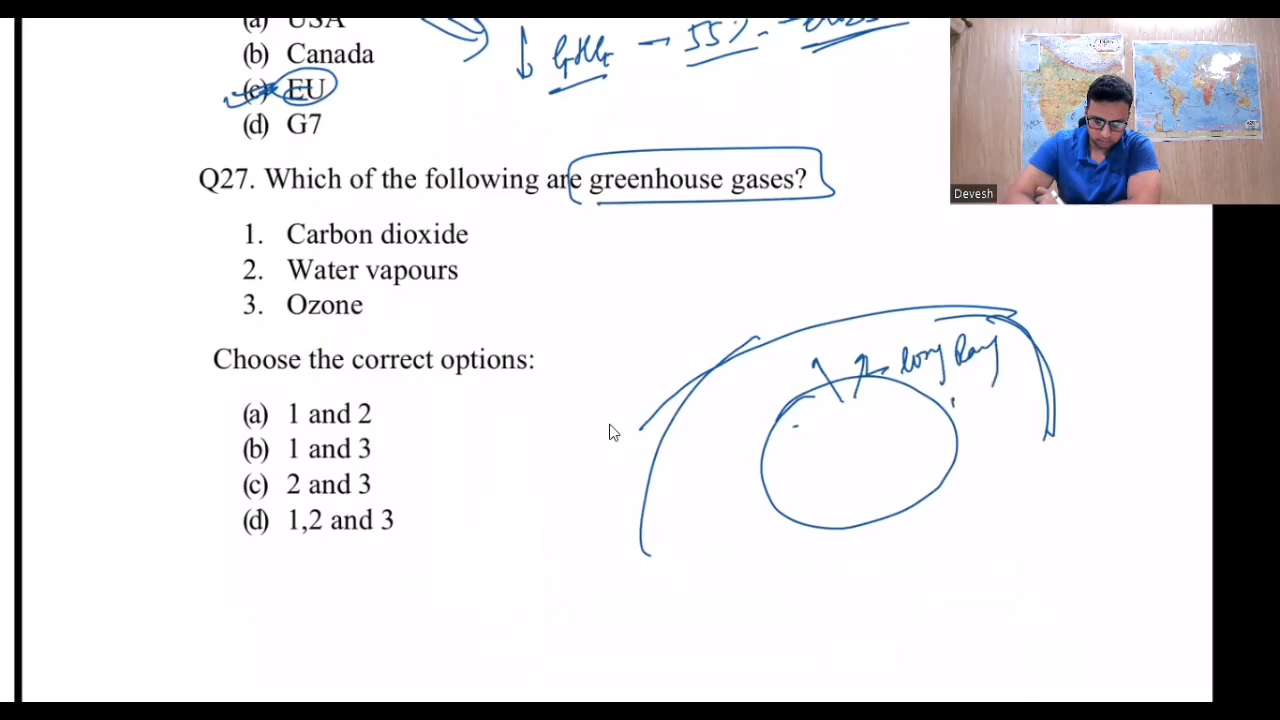 (a) USA
(b) Canada
(c) EU
(d) G7
↓ GHG → 55%
Q27. Which of the following are greenhouse gases?
1. Carbon dioxide
2. Water vapours
3. Ozone
Choose the correct options:
(a) 1 and 2
(b) 1 and 3
(c) 2 and 3
(d) 1,2 and 3
long Ray
Devesh